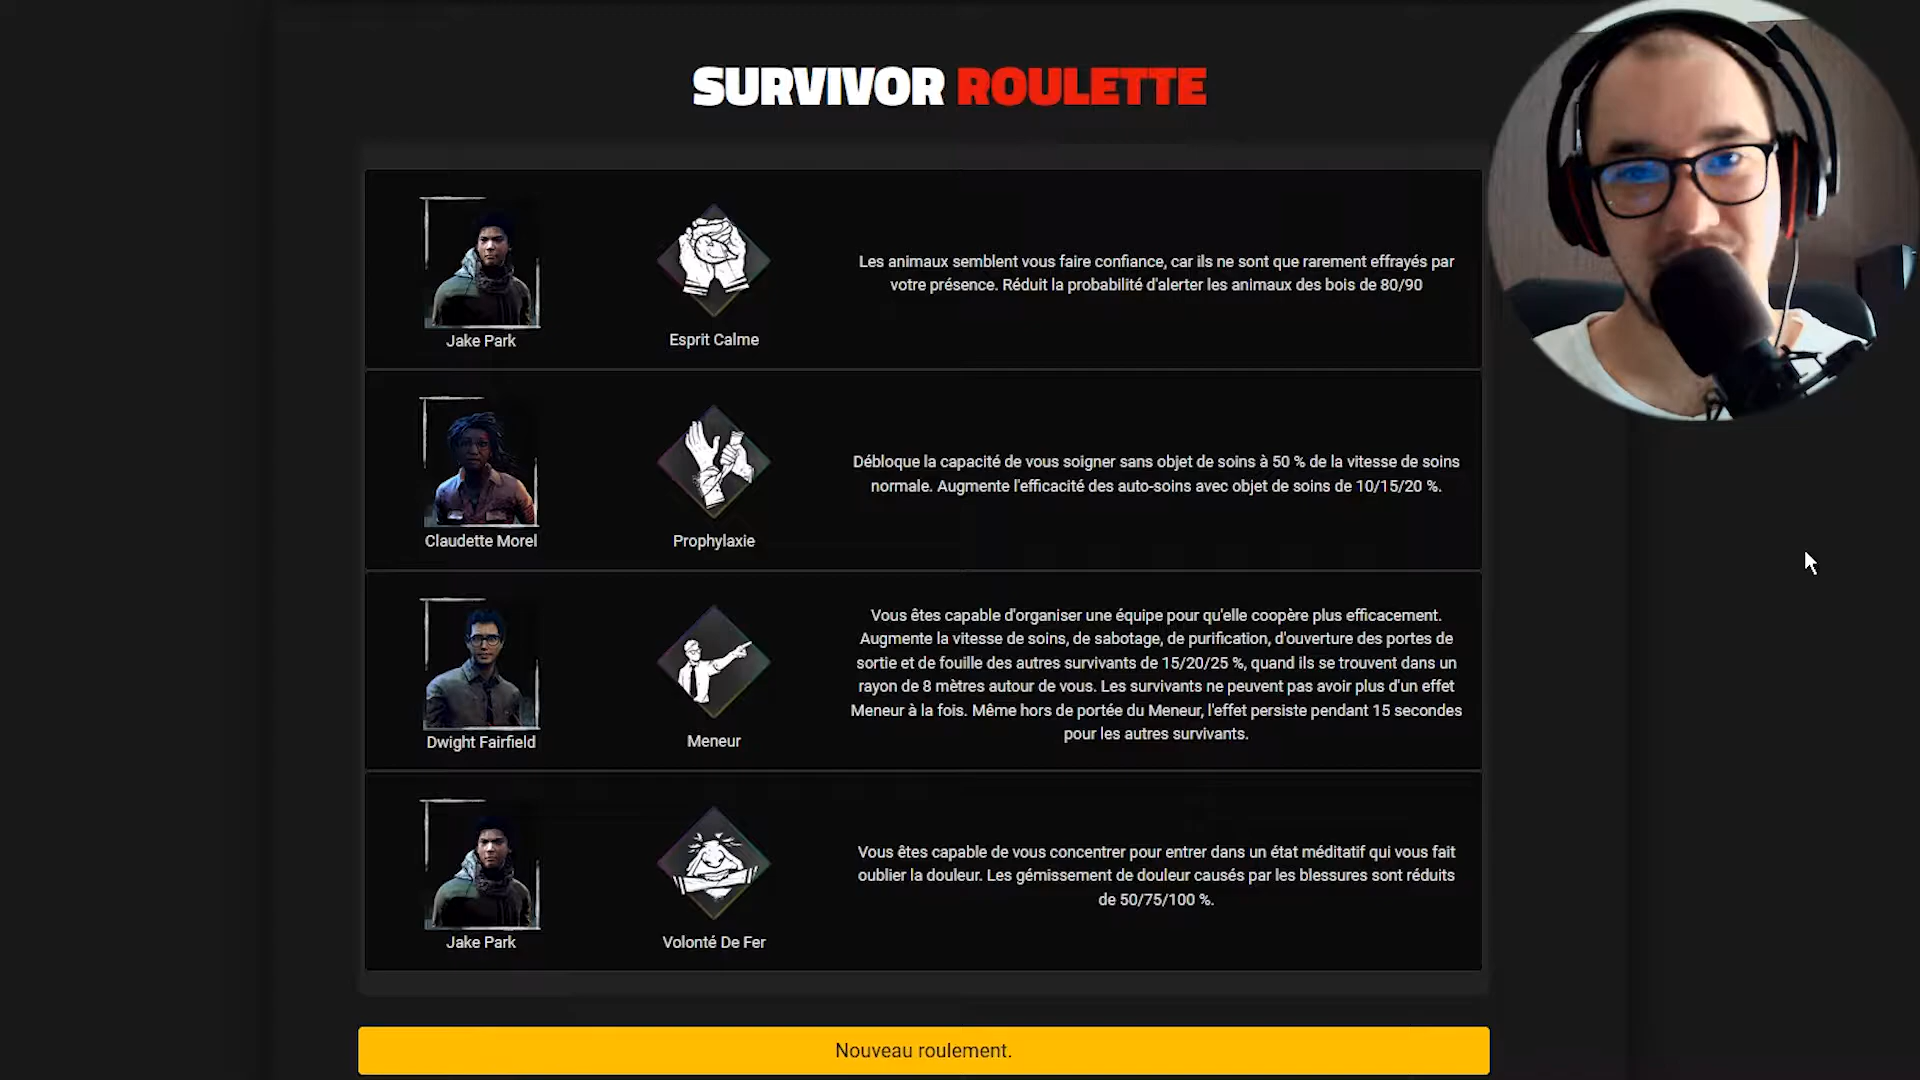 SURVIVOR ROULETTE
Les animaux semblent vous faire confiance, car ils ne sont que rarement effrayés par
votre présence. Réduit la probabilité d'alerter les animaux des bois de 80/90
Jake Park
Esprit Calme
Débloque la capacité de vous soigner sans objet de soins à 50 % de la vitesse de soins
normale. Augmente l'efficacité des auto-soins avec objet de soins de 10/15/20 %.
Claudette Morel
Prophylaxie
Vous êtes capable d'organiser une équipe pour qu'elle coopère plus efficacement.
Augmente la vitesse de soins, de sabotage, de purification, d'ouverture des portes de
sortie et de fouille des autres survivants de 15/20/25 %, quand ils se trouvent dans un
rayon de 8 mètres autour de vous. Les survivants ne peuvent pas avoir plus d'un effet
Meneur à la fois. Même hors de portée du Meneur, l'effet persiste pendant 15 secondes
pour les autres survivants.
Dwight Fairfield
Meneur
Vous êtes capable de vous concentrer pour entrer dans un état méditatif qui vous fait
oublier la douleur. Les gémissement de douleur causés par les blessures sont réduits
de 50/75/100 %.
Jake Park
Volonté De Fer
Nouveau roulement.